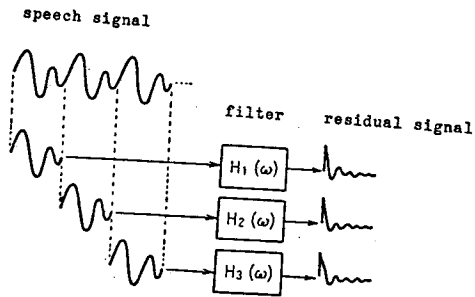 speech signal
filter
residual signal
H₁ (ω)
H₂ (ω)
H₃ (ω)